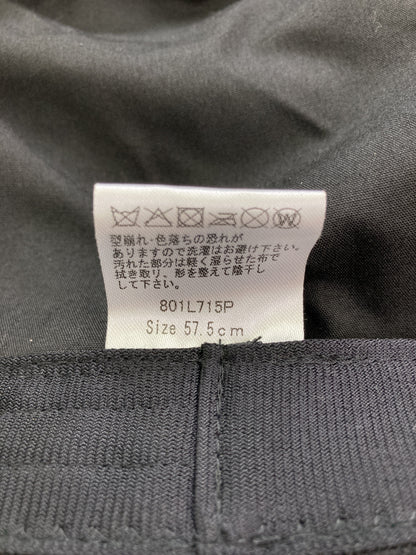 型崩れ・色落ちの恐れが
ありますので洗濯はお避け下さい。
汚れた部分は軽く湿らせた布で
拭き取り、形を整えて陰干し
して下さい。
801L715P
Size 57.5cm